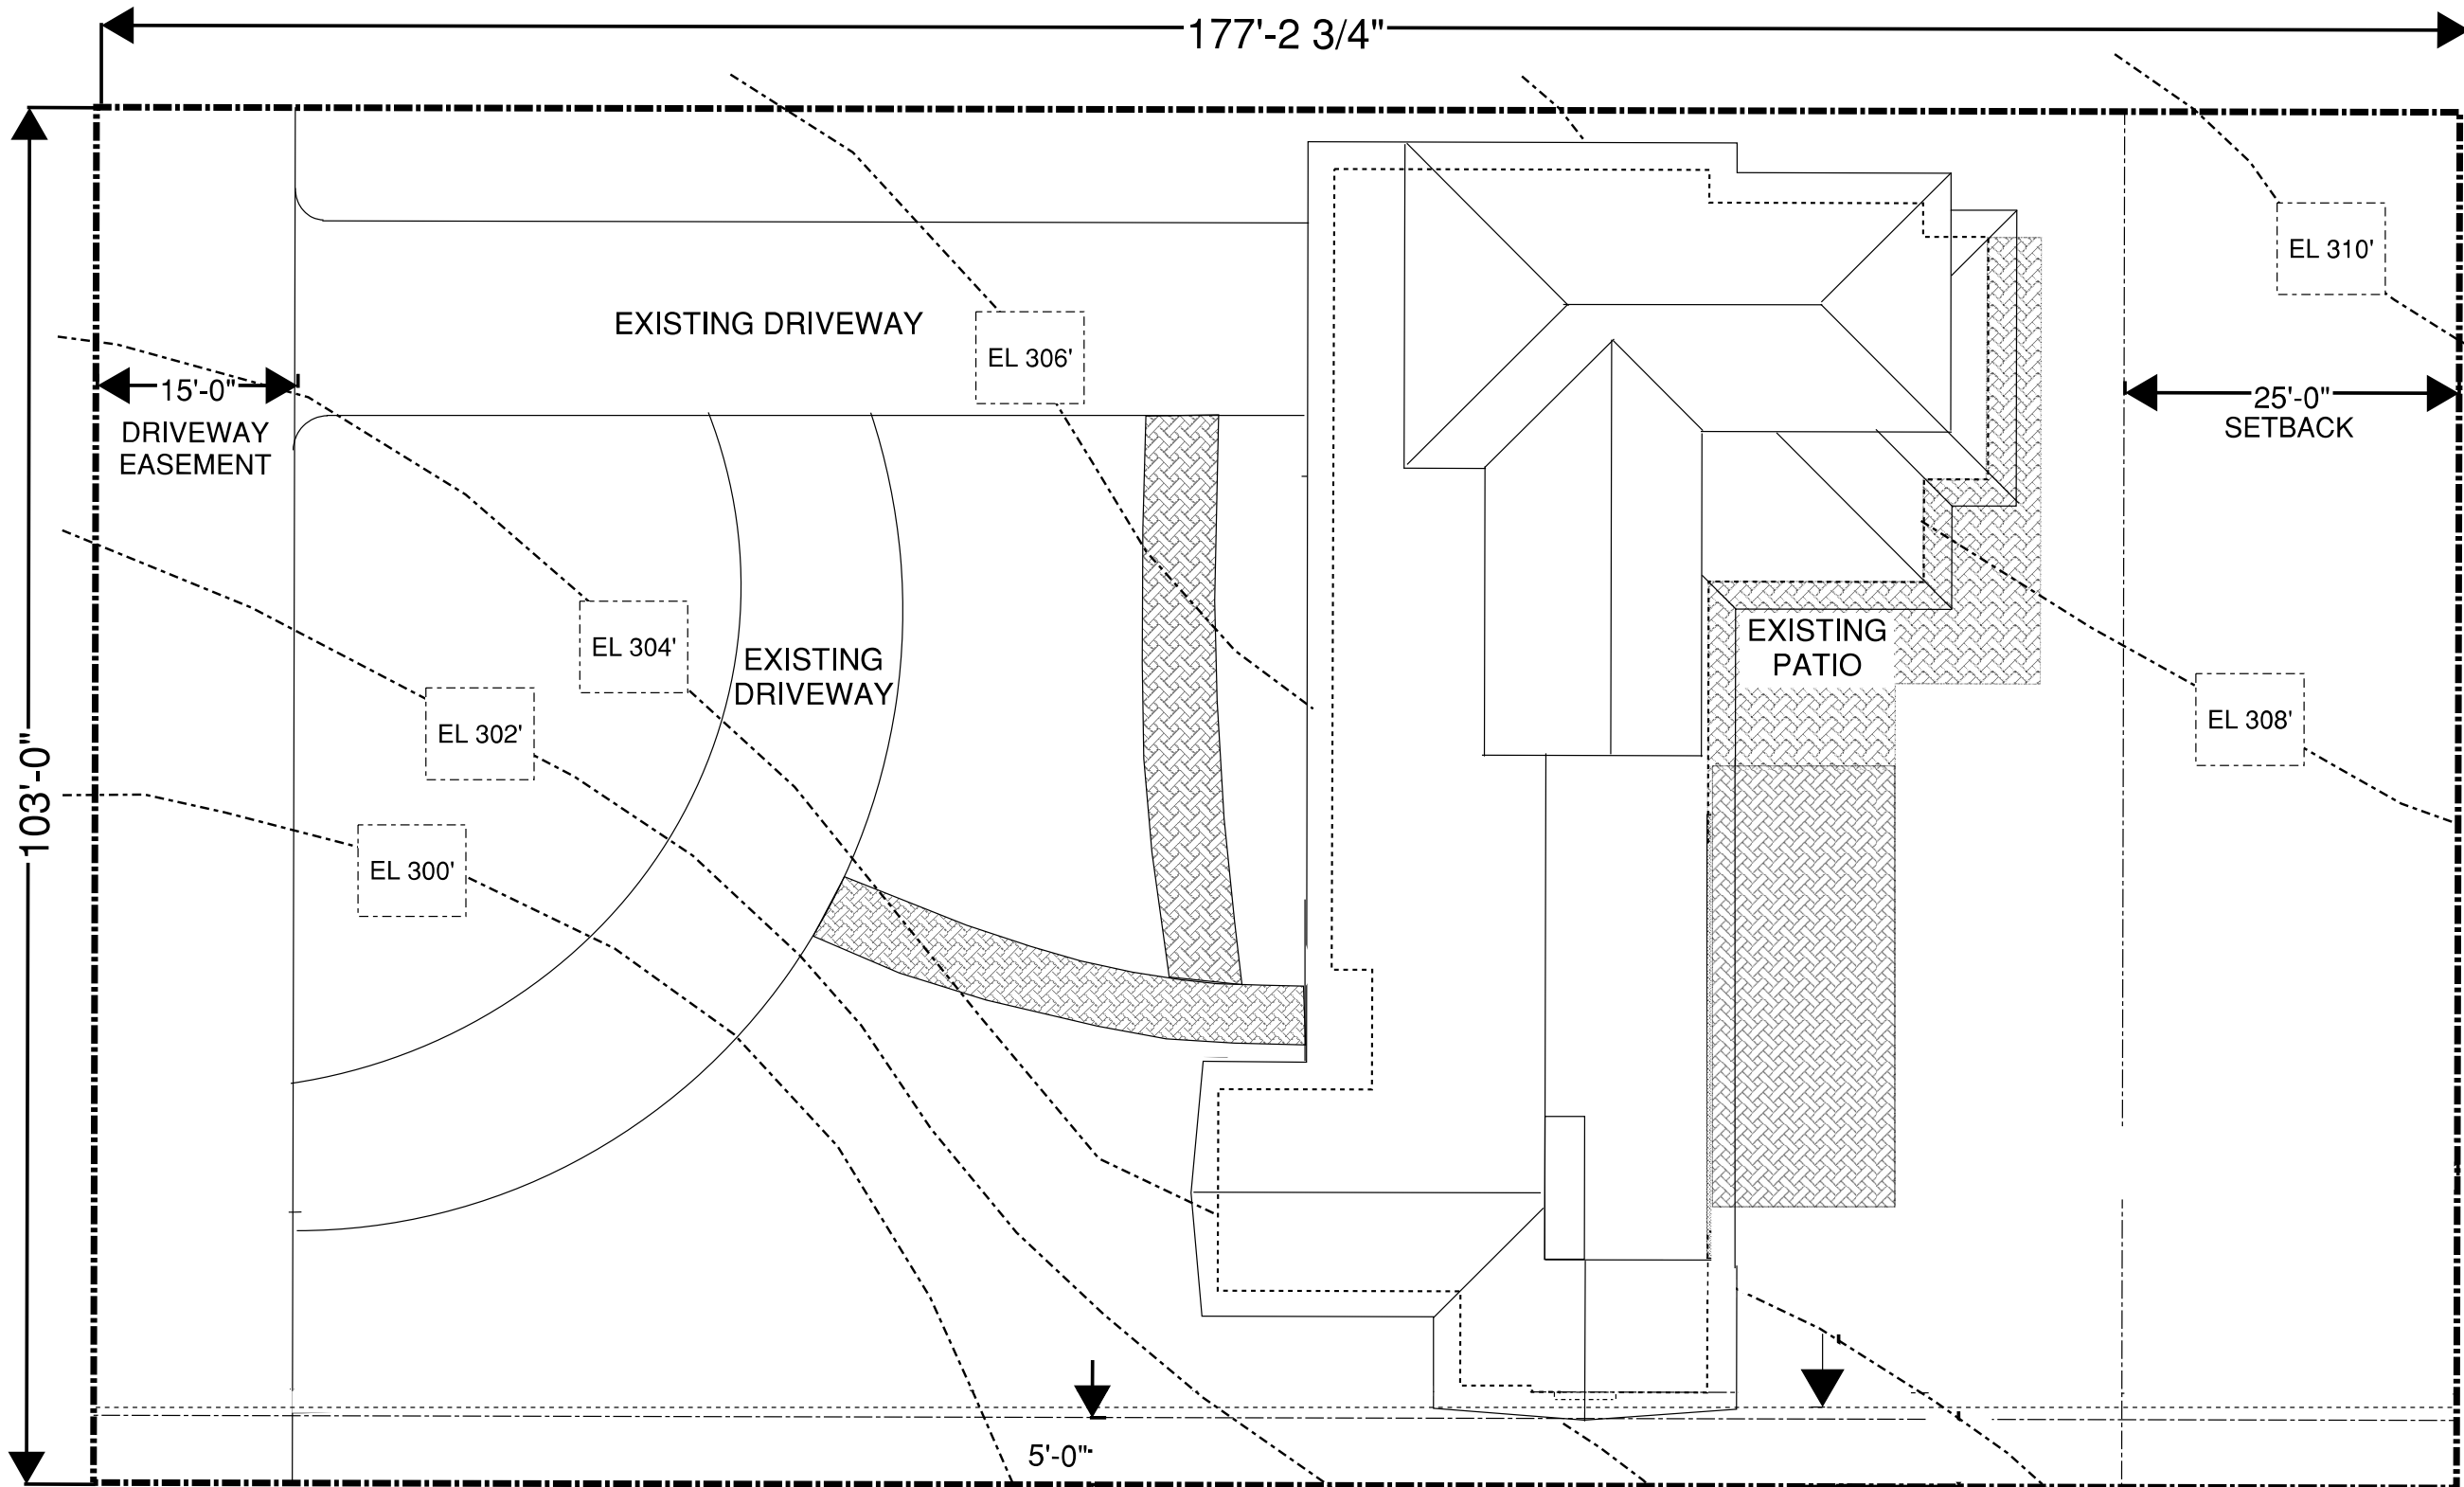 177'-2 3/4"
EL 310'
EXISTING DRIVEWAY
EL 306'
15'-0"
DRIVEWAY
EASEMENT
25'-0"
SETBACK
EL 304'
EXISTING
DRIVEWAY
EXISTING
PATIO
EL 302'
EL 308'
103'-0"
EL 300'
5'-0"